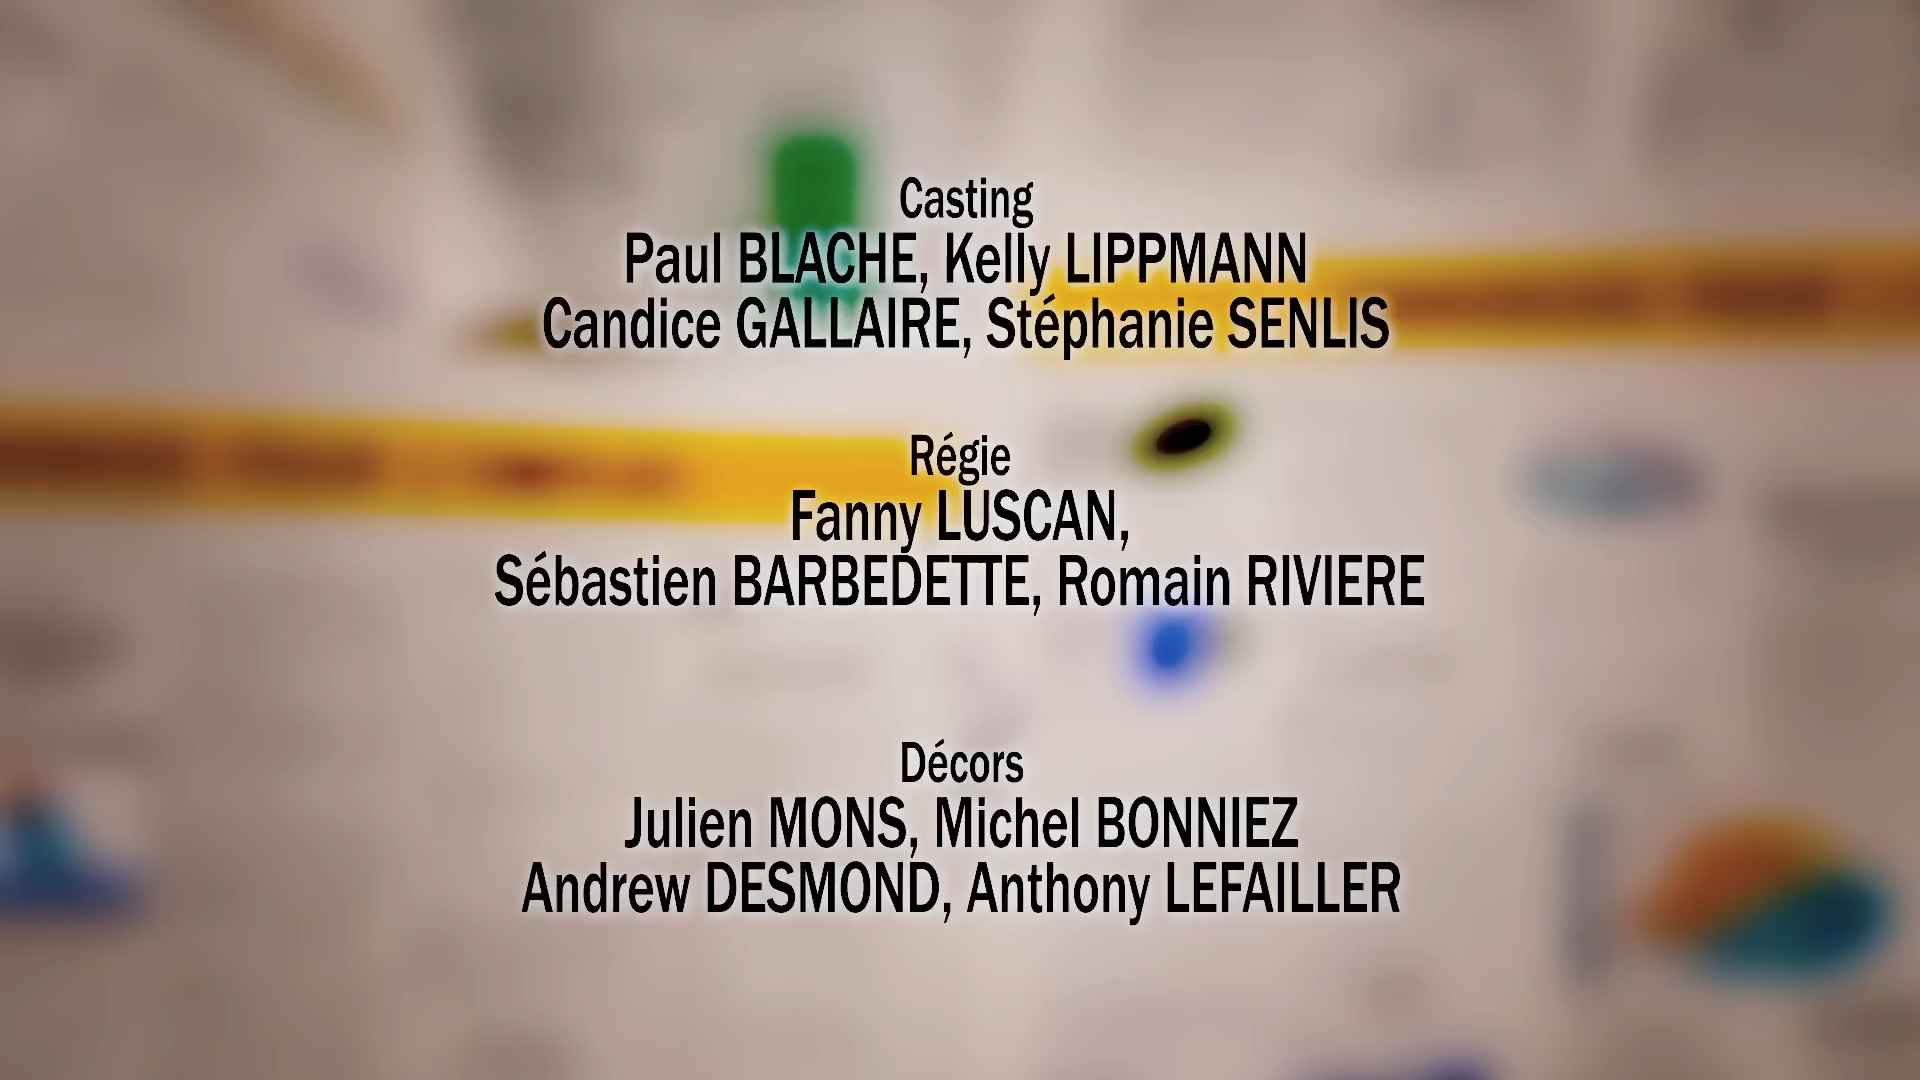 Casting
Paul BLACHE, Kelly LIPPMANN
Candice GALLAIRE, Stéphanie SENLIS
Régie
Fanny LUSCAN,
Sébastien BARBEDETTE, Romain RIVIERE
Décors
Julien MONS, Michel BONNIEZ
Andrew DESMOND, Anthony LEFAILLER